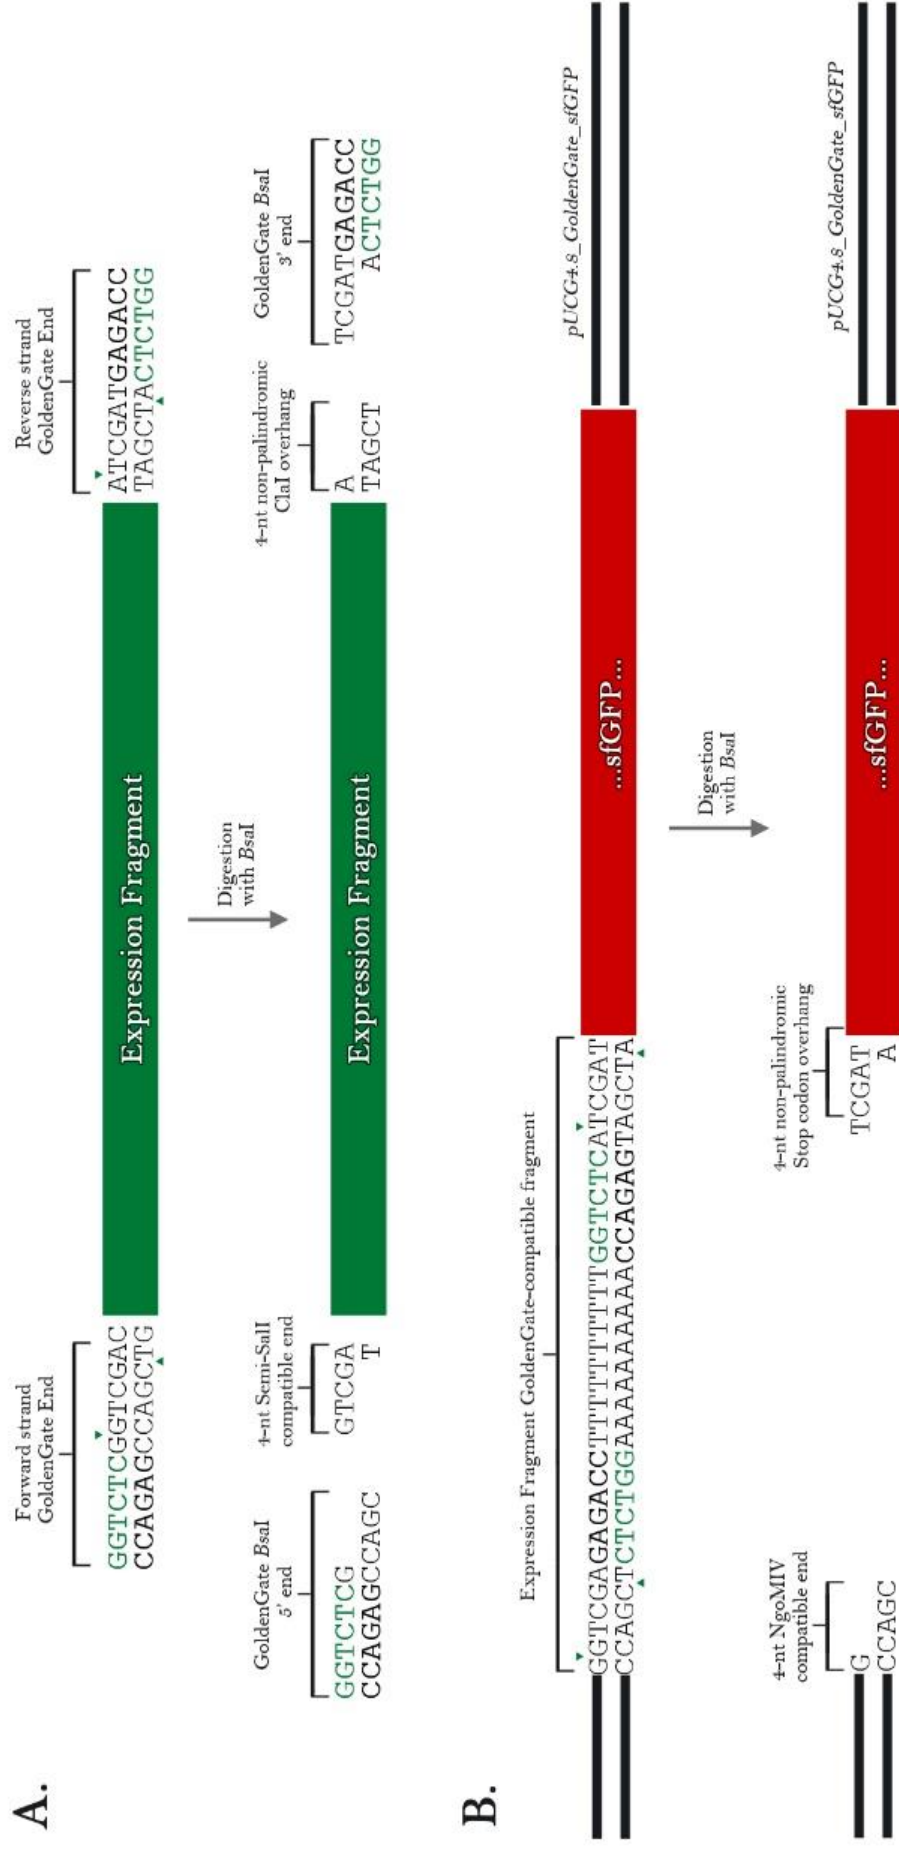 A.
Forward strand
GoldenGate End
GGTCTCGGTCGAC
CCAGAGCCAGCTG
Expression Fragment
Reverse strand
GoldenGate End
ATCGATGAGACC
TAGCTACTCTGG
Digestion
with BsaI
GoldenGate BsaI
5' end
GGTCTCG
CCAGAGCCAGC
4-nt Semi-SalI
compatible end
GTCGA
T
Expression Fragment
4-nt non-palindromic
ClaI overhang
A
TAGCT
GoldenGate BsaI
3' end
TCGATGAGACC
ACTCTGG
B.
Expression Fragment GoldenGate-compatible fragment
GGTCGAGAGACCTTTTTTTTTTTGGTCTCATCGAT
CCAGCTCTCTGGAAAAAAAAAAACCAGAGTAGCTA
...sfGFP...
pUCG4.8_GoldenGate_sfGFP
Digestion
with BsaI
4-nt NgoMIV
compatible end
G
CCAGC
4-nt non-palindromic
Stop codon overhang
TCGAT
A
...sfGFP...
pUCG4.8_GoldenGate_sfGFP